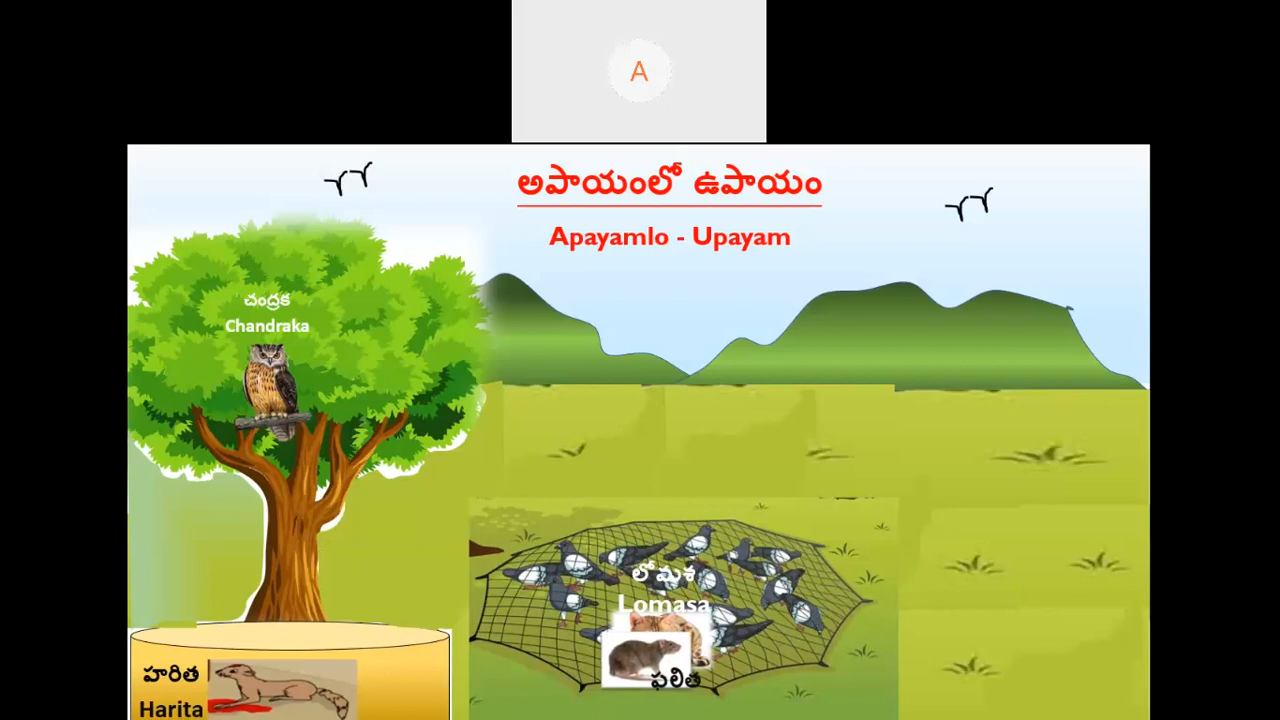 A
అపాయంలో ఉపాయం
Apayamlo - Upayam
చంద్రక
Chandraka
లోమశ
Lomasa
ఫలిత
హరిత
Harita